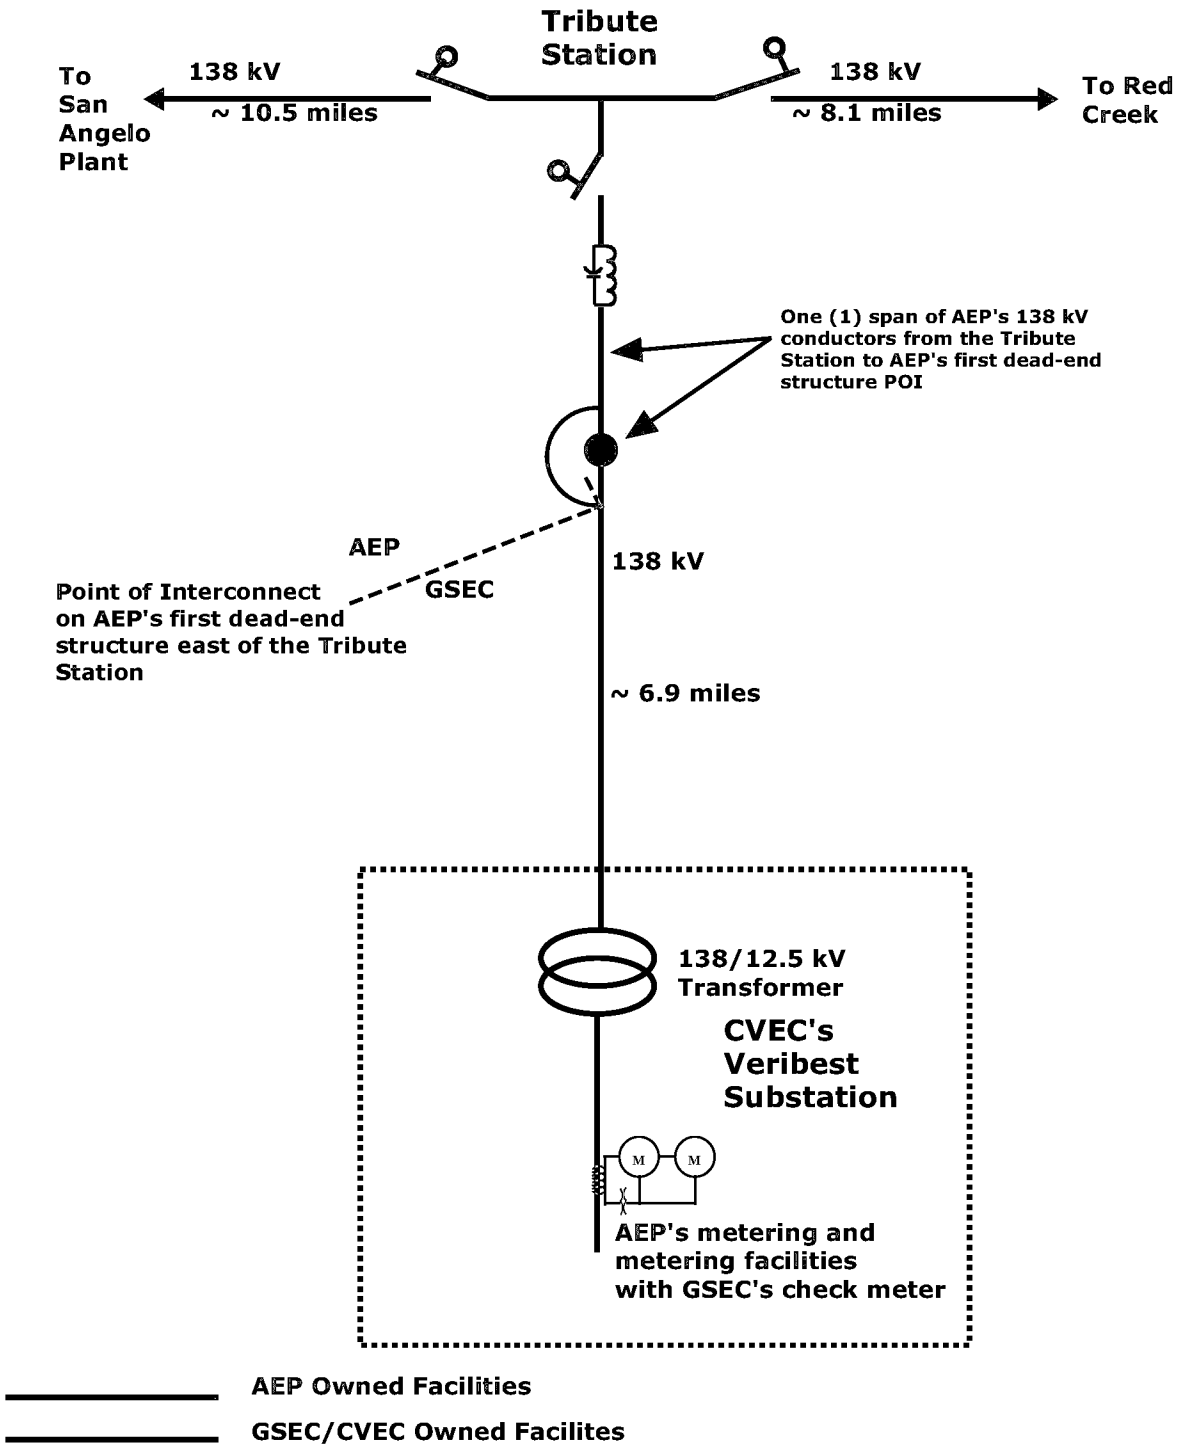 Tribute
Station
To
San
Angelo
Plant
138 kV
~ 10.5 miles
138 kV
~ 8.1 miles
To Red
Creek
One (1) span of AEP's 138 kV
conductors from the Tribute
Station to AEP's first dead-end
structure POI
AEP
GSEC
Point of Interconnect
on AEP's first dead-end
structure east of the Tribute
Station
138 kV
~ 6.9 miles
138/12.5 kV
Transformer
CVEC's
Veribest
Substation
M M
AEP's metering and
metering facilities
with GSEC's check meter
AEP Owned Facilities
GSEC/CVEC Owned Facilites